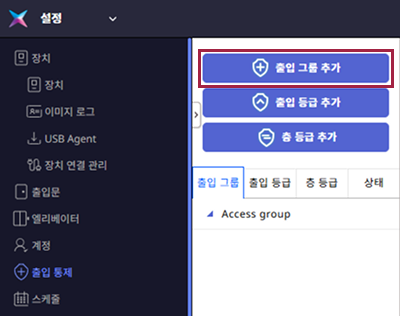 설정
장치
장치
이미지 로그
USB Agent
장치 연결 관리
출입문
엘리베이터
계정
출입 통제
스케줄
출입 그룹 추가
출입 등급 추가
층 등급 추가
출입 그룹 출입 등급 층 등급 상태
Access group